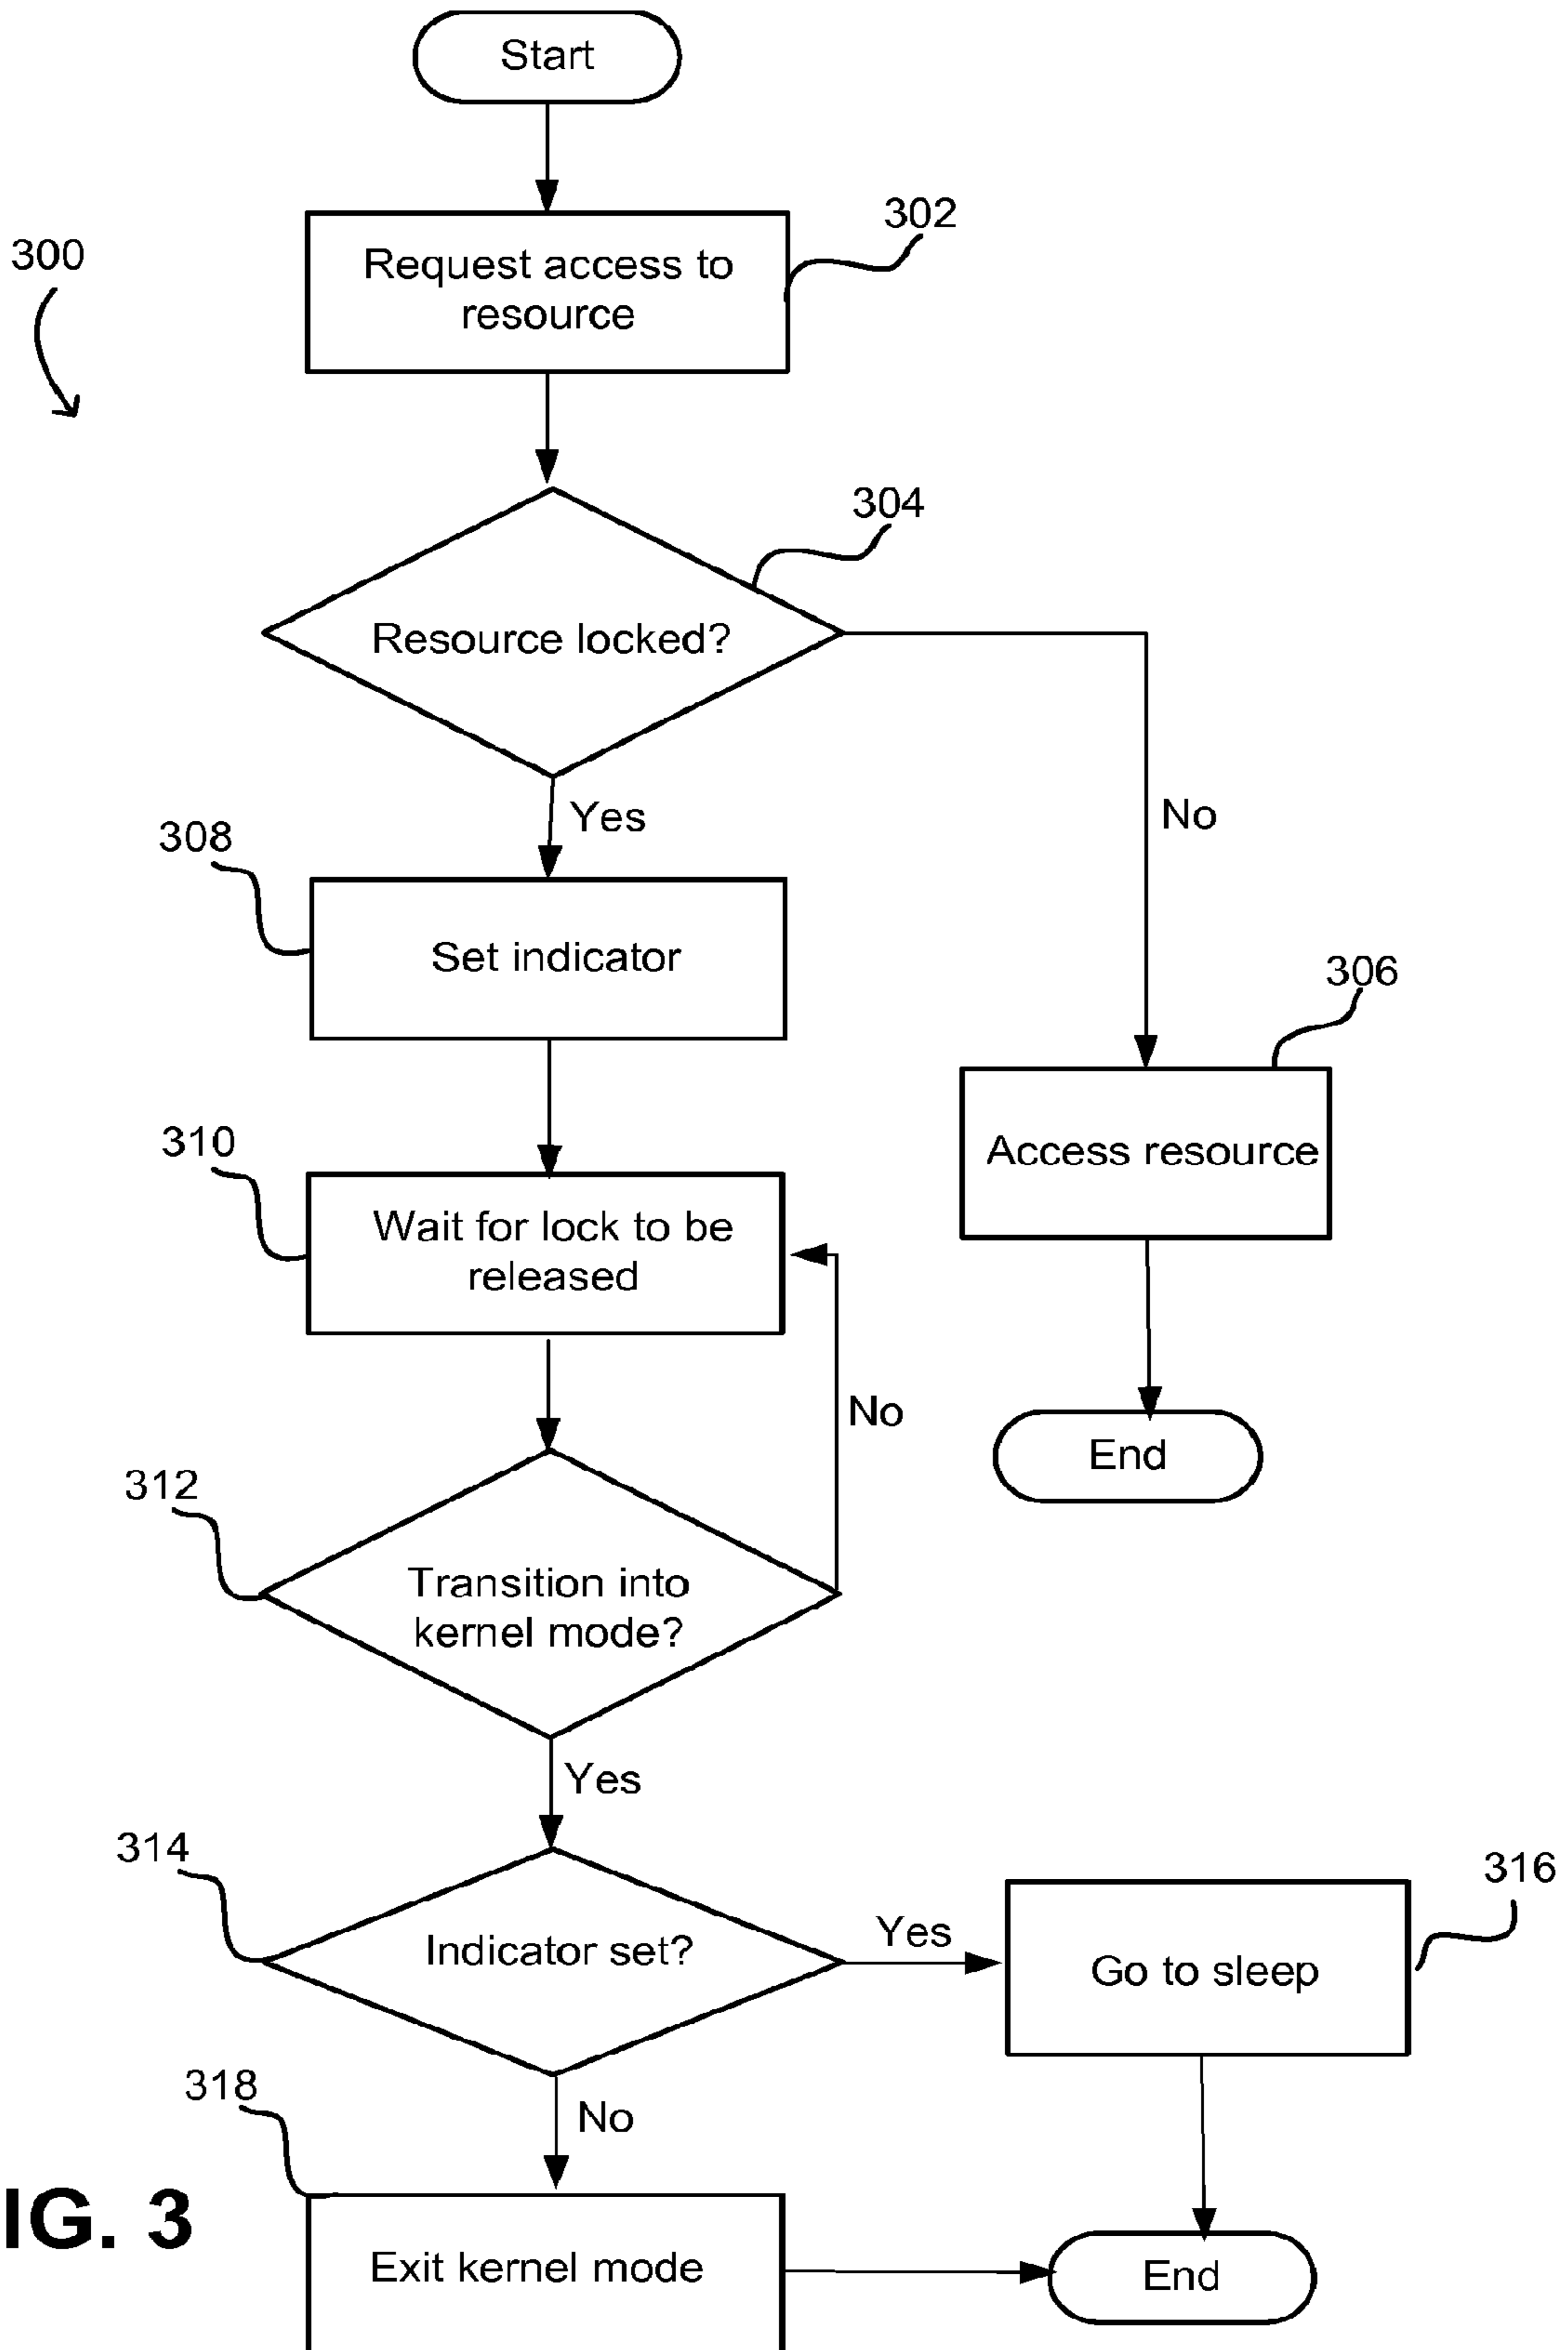 Start
302
300
Request access to
resource
304
Resource locked?
Yes
No
308
Set indicator
306
310
Access resource
Wait for lock to be
released
No
End
312
Transition into
kernel mode?
Yes
314
316
Yes
Indicator set?
Go to sleep
318
No
IG. 3
Exit kernel mode
End